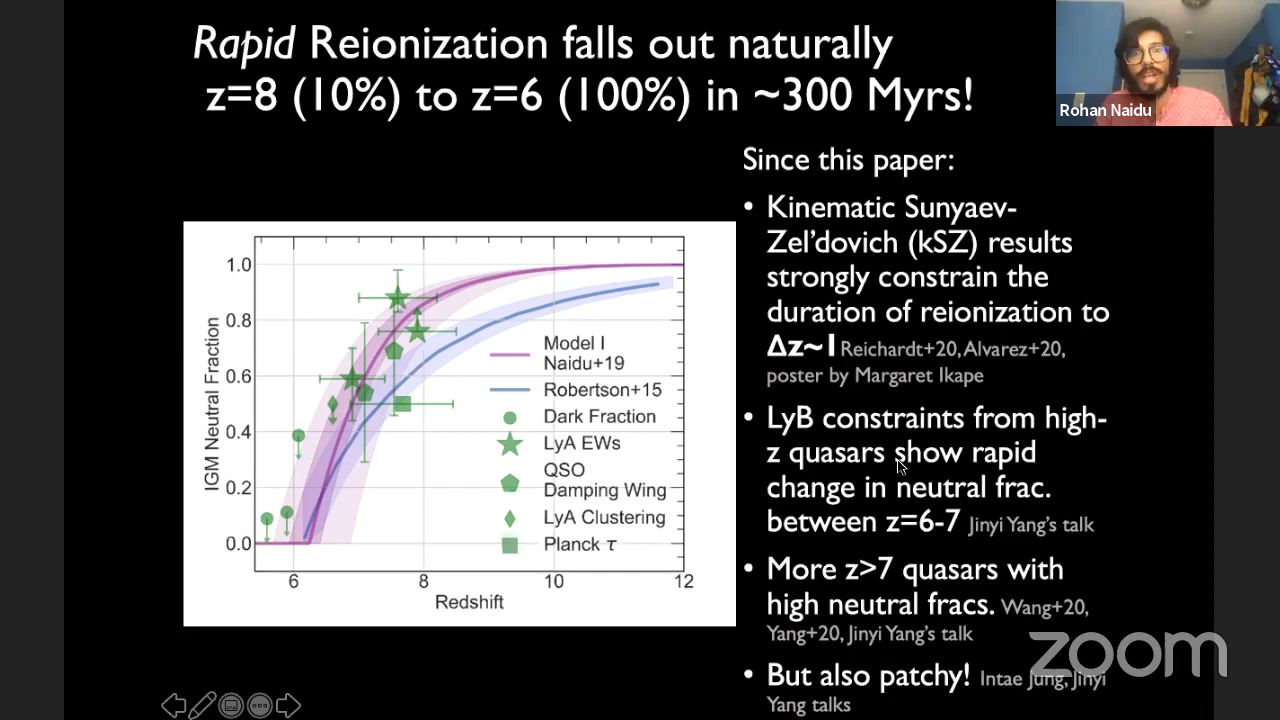 Rapid Reionization falls out naturally
z=8 (10%) to z=6 (100%) in ~300 Myrs!
Rohan Naidu
Since this paper:
• Kinematic Sunyaev-
Zel'dovich (kSZ) results
strongly constrain the
duration of reionization to
Δz~1 Reichardt+20, Alvarez+20,
poster by Margaret Ikape
• LyB constraints from high-
z quasars show rapid
change in neutral frac.
between z=6-7 Jinyi Yang's talk
• More z>7 quasars with
high neutral fracs. Wang+20,
Yang+20, Jinyi Yang's talk
• But also patchy! Intae Jung, Jinyi
Yang talks
IGM Neutral Fraction
1.0
0.8
0.6
0.4
0.2
0.0
6 8 10 12
Redshift
Model I
Naidu+19
Robertson+15
Dark Fraction
LyA EWs
QSO
Damping Wing
LyA Clustering
Planck τ
zoom